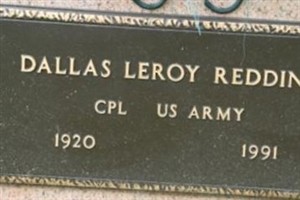 DALLAS LEROY REDDIN
CPL US ARMY
1920 1991